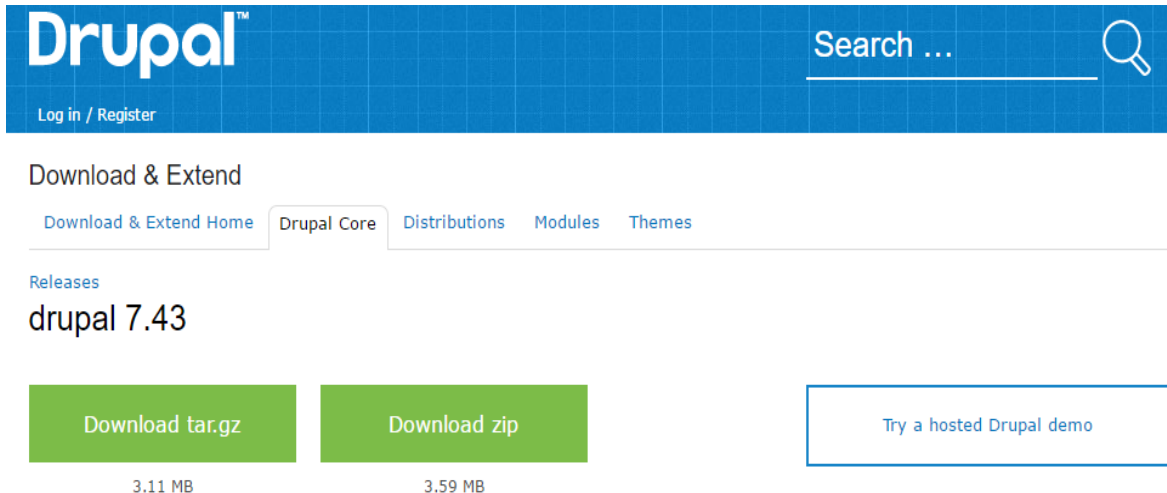 Drupal™
Search ...
Log in / Register
Download & Extend
Download & Extend Home Drupal Core Distributions Modules Themes
Releases
drupal 7.43
Download tar.gz Download zip Try a hosted Drupal demo
3.11 MB 3.59 MB